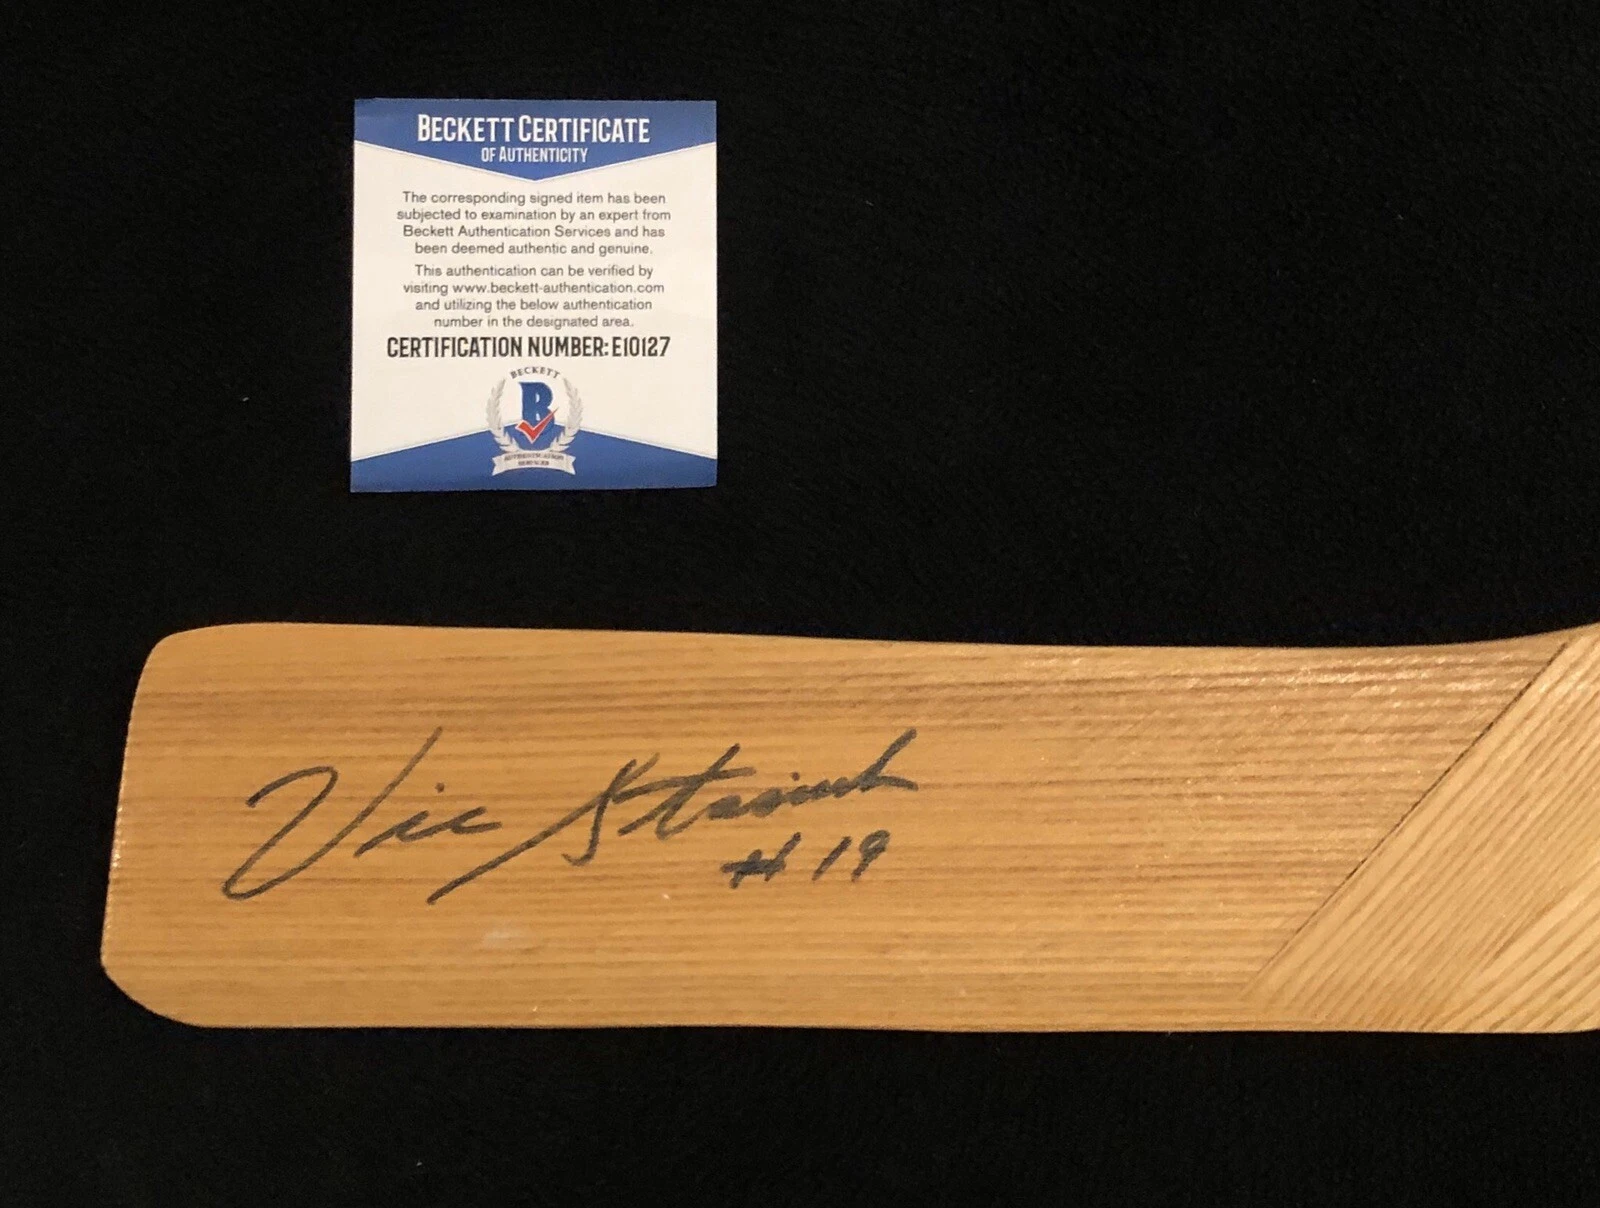 BECKETT CERTIFICATE
OF AUTHENTICITY
The corresponding signed item has been
subjected to examination by an expert from
Beckett Authentication Services and has
been deemed authentic and genuine.
This authentication can be verified by
visiting www.beckett-authentication.com
and utilizing the below authentication
number in the designated area.
CERTIFICATION NUMBER: E10127
BECKETT
B
AUTHENTICATION
SERVICES
Vic Stasiuk
#19